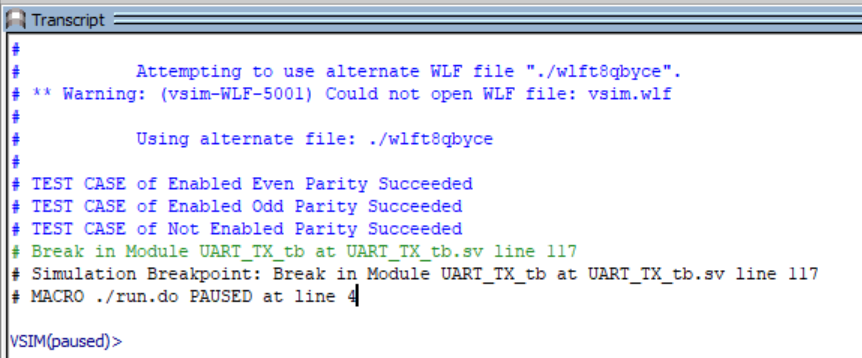 Transcript
#
#           Attempting to use alternate WLF file "./wlft8qbyce".
# ** Warning: (vsim-WLF-5001) Could not open WLF file: vsim.wlf
#
#           Using alternate file: ./wlft8qbyce
#
# TEST CASE of Enabled Even Parity Succeeded
# TEST CASE of Enabled Odd Parity Succeeded
# TEST CASE of Not Enabled Parity Succeeded
# Break in Module UART_TX_tb at UART_TX_tb.sv line 117
# Simulation Breakpoint: Break in Module UART_TX_tb at UART_TX_tb.sv line 117
# MACRO ./run.do PAUSED at line 4
VSIM(paused)>